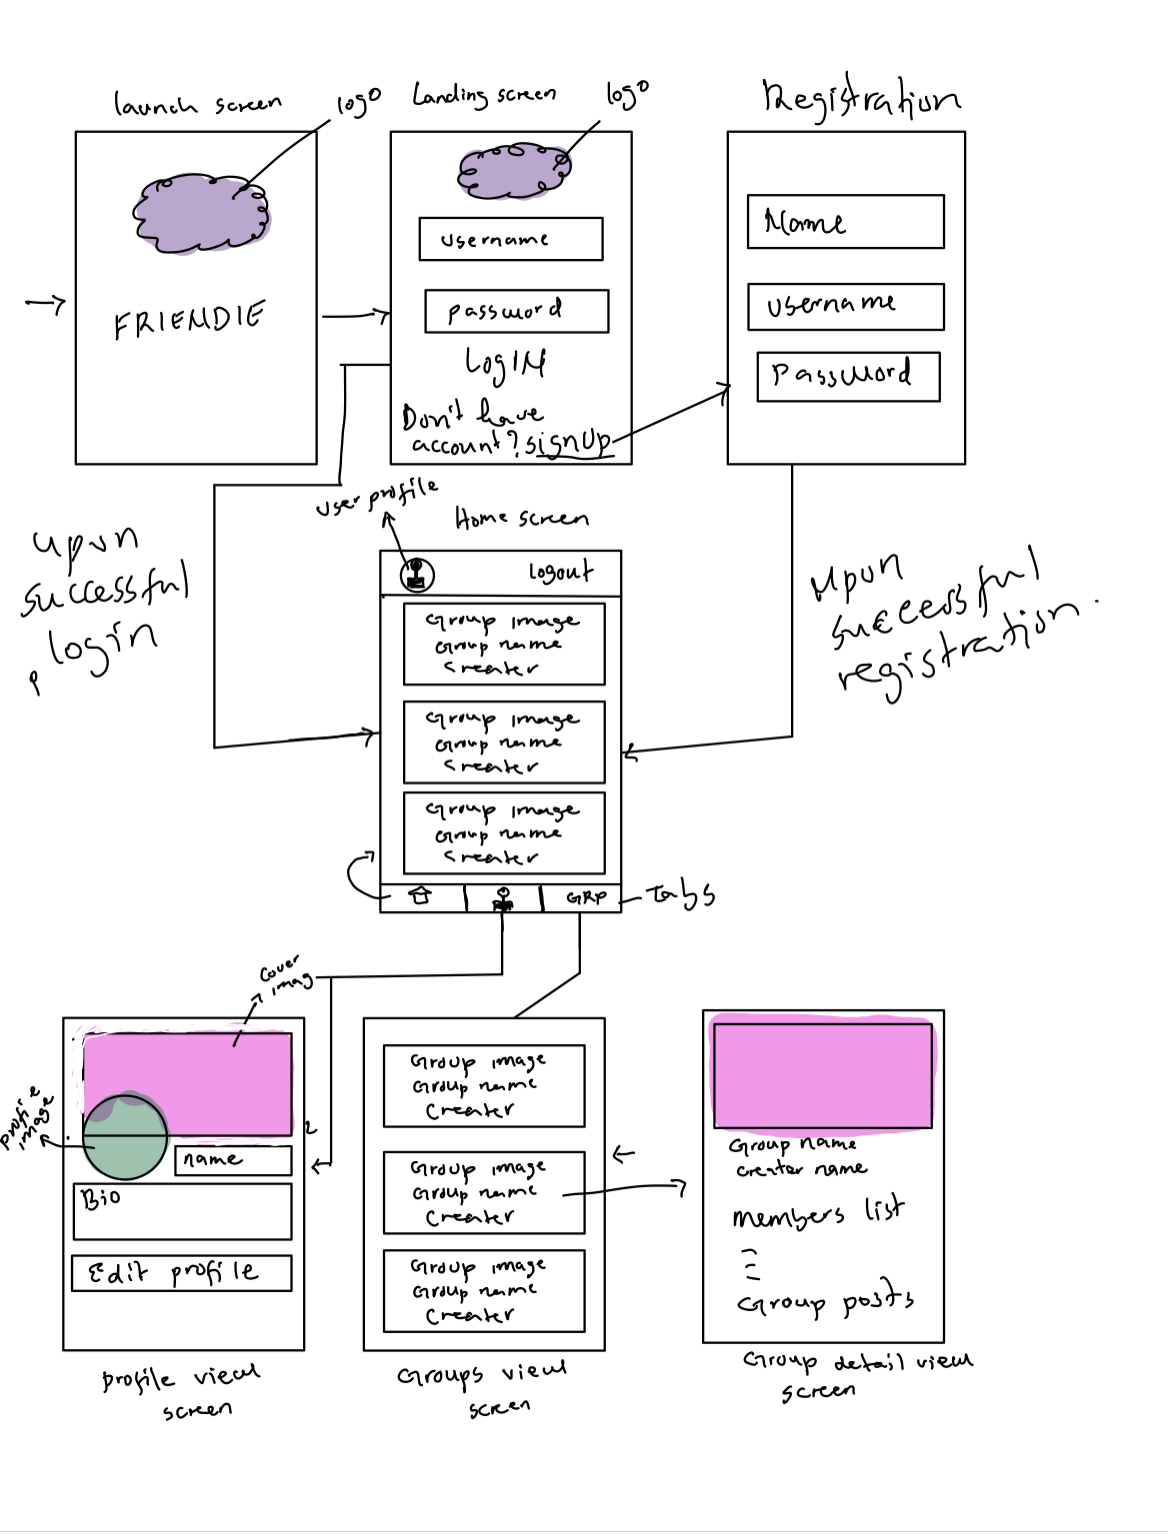 launch screen
logo
Landing screen
logo
Registration
FRIENDIE
username
password
LogIN
Don't have
account? signUp
Name
username
Password
upon
successful
login
user profile
Home screen
Logout
Group image
Group name
Creater
Group image
Group name
Creater
Group image
Group name
Creater
GRP
Tabs
Upon
successful
registration.
Cover
imag
profile
image
name
Bio
Edit profile
profile view
screen
Group image
Group name
Creater
Group image
Group name
Creater
Group image
Group name
Creater
Groups view
screen
Group name
creator name
members list
Group posts
Group detail view
screen